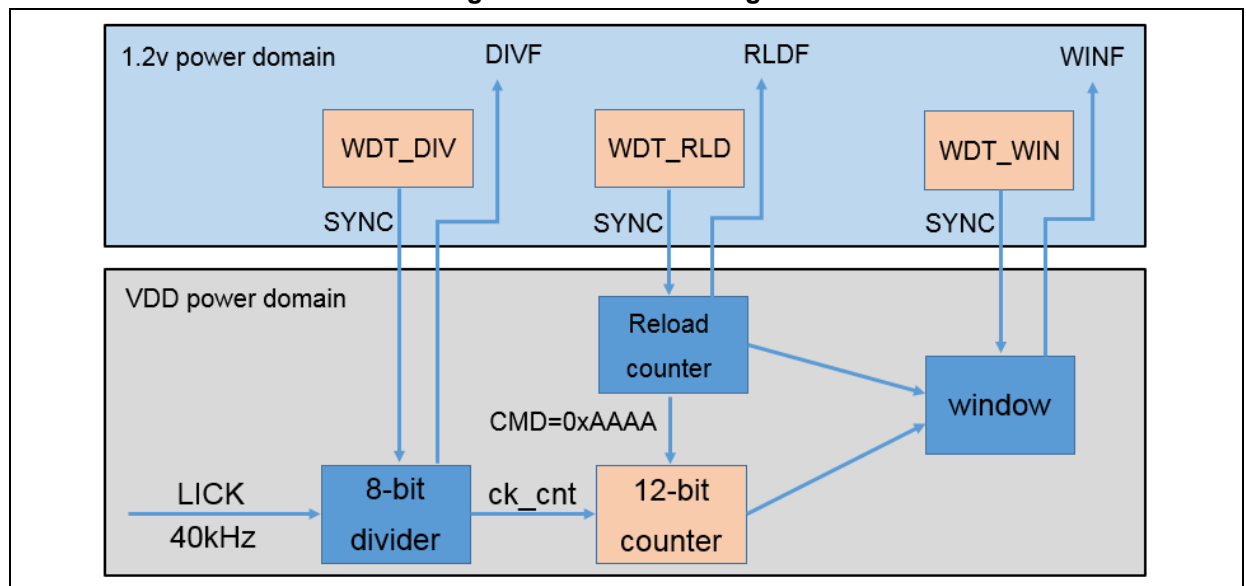 1.2v power domain
DIVF
RLDF
WINF
WDT_DIV
WDT_RLD
WDT_WIN
SYNC
SYNC
SYNC
VDD power domain
Reload
counter
window
CMD=0xAAAA
LICK
40kHz
8-bit
divider
ck_cnt
12-bit
counter